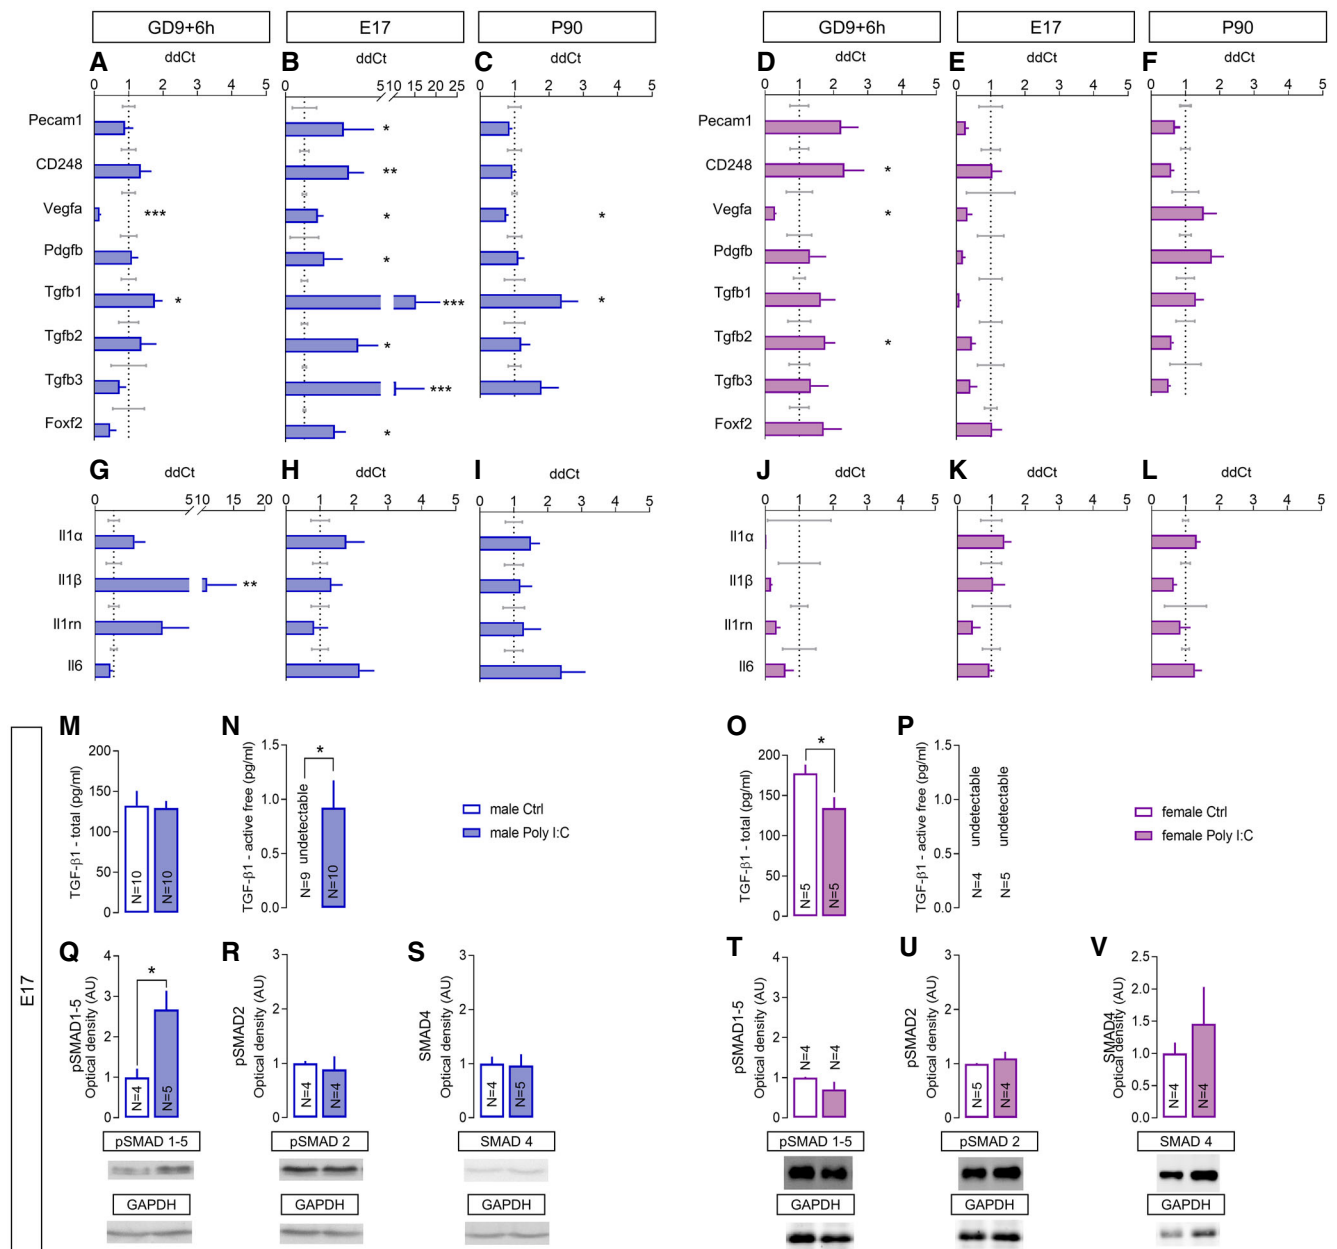 GD9+6h E17 P90 GD9+6h E17 P90
A ddCt B ddCt C ddCt D ddCt E ddCt F ddCt
0 1 2 3 4 5 0 5 10 15 20 25 0 1 2 3 4 5 0 1 2 3 4 5 0 1 2 3 4 5 0 1 2 3 4 5
Pecam1 * Pecam1
CD248 ** CD248 *
Vegfa *** * * Vegfa *
Pdgfb * Pdgfb
Tgfb1 * *** * Tgfb1
Tgfb2 * Tgfb2 *
Tgfb3 *** Tgfb3
Foxf2 * Foxf2
G ddCt H ddCt I ddCt J ddCt K ddCt L ddCt
0 5 10 15 20 0 1 2 3 4 5 0 1 2 3 4 5 0 1 2 3 4 5 0 1 2 3 4 5 0 1 2 3 4 5
Il1α Il1α
Il1β ** Il1β
Il1rn Il1rn
Il6 Il6
E17
M
TGF-β1 - total (pg/ml)
200
150
100
50
0
N=10
N=10
N
TGF-β1 - active free (pg/ml)
1.5
1.0
0.5
0.0
*
N=9 undetectable
N=10
male Ctrl
male Poly I:C
O
TGF-β1 - total (pg/ml)
200
150
100
50
0
*
N=5
N=5
P
TGF-β1 - active free (pg/ml)
1.5
1.0
0.5
0.0
N=4 undetectable
N=5 undetectable
female Ctrl
female Poly I:C
Q
pSMAD1-5
Optical density (AU)
4
3
2
1
0
*
N=4
N=5
pSMAD 1-5
GAPDH
R
pSMAD2
Optical density (AU)
3
2
1
0
N=4
N=4
pSMAD 2
GAPDH
S
SMAD4
Optical density (AU)
3
2
1
0
N=4
N=5
SMAD 4
GAPDH
T
pSMAD1-5
Optical density (AU)
4
3
2
1
0
N=4
N=4
pSMAD 1-5
GAPDH
U
pSMAD2
Optical density (AU)
3
2
1
0
N=5
N=4
pSMAD 2
GAPDH
V
SMAD4
Optical density (AU)
2.5
2.0
1.5
1.0
0.5
0.0
N=4
N=4
SMAD 4
GAPDH